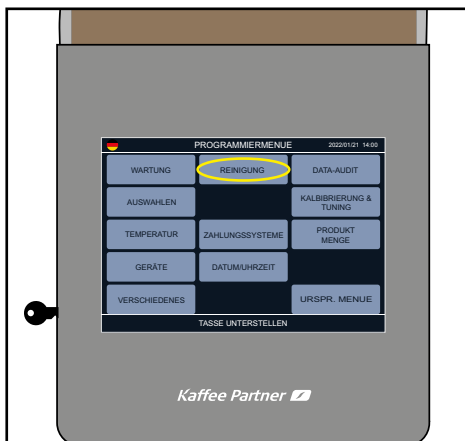 PROGRAMMIERMENUE 2022/01/21 14:00
WARTUNG REINIGUNG DATA-AUDIT
AUSWAHLEN KALBIBRIERUNG &
TUNING
TEMPERATUR ZAHLUNGSSYSTEME PRODUKT
MENGE
GERÄTE DATUM/UHRZEIT
VERSCHIEDENES URSPR. MENUE
TASSE UNTERSTELLEN
Kaffee Partner